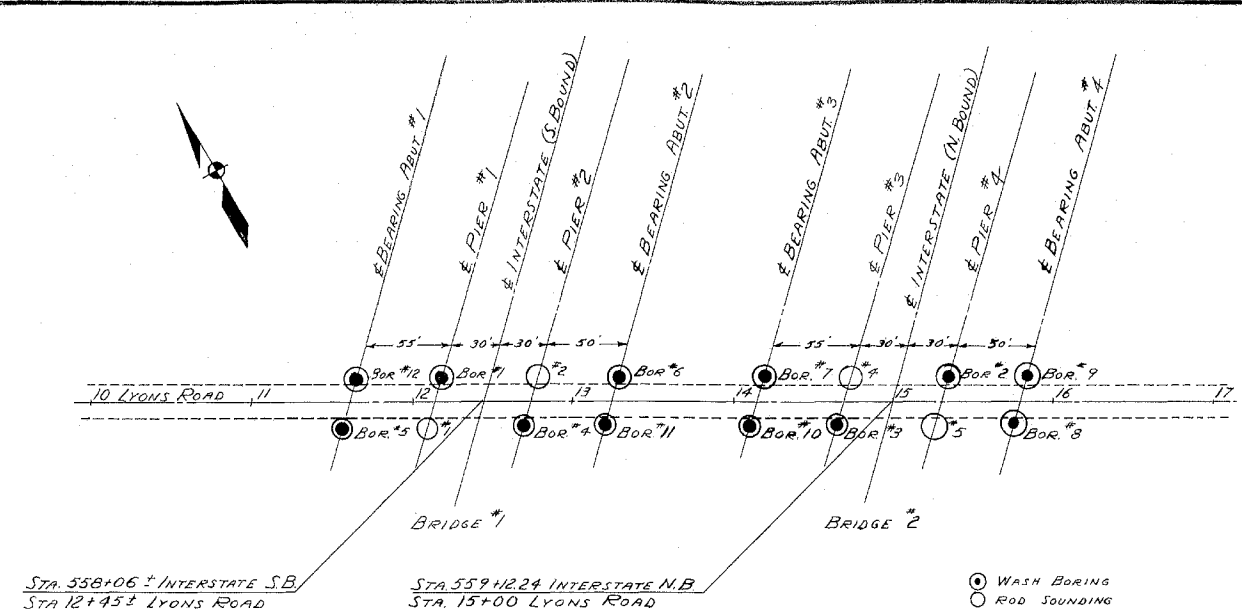 ℄ BEARING ABUT. #1
℄ PIER #1
℄ INTERSTATE (S. BOUND)
℄ PIER #2
℄ BEARING ABUT. #2
℄ BEARING ABUT. #3
℄ PIER #3
℄ INTERSTATE (N. BOUND)
℄ PIER #4
℄ BEARING ABUT. #4
55' 30' 30' 50' 55' 30' 30' 50'
BOR #12 BOR #1 #2 BOR #6 BOR. #7 #4 BOR #2 BOR. #9
10 LYONS ROAD 11 12 13 14 15 16 17
BOR. #5 #1 BOR. #4 BOR. #11 BOR. #10 BOR. #3 #5 BOR. #8
BRIDGE #1 BRIDGE #2
STA. 558+06 ± INTERSTATE S.B.
STA 12+45± LYONS ROAD
STA. 559+12.24 INTERSTATE N.B.
STA. 15+00 LYONS ROAD
WASH BORING
ROD SOUNDING